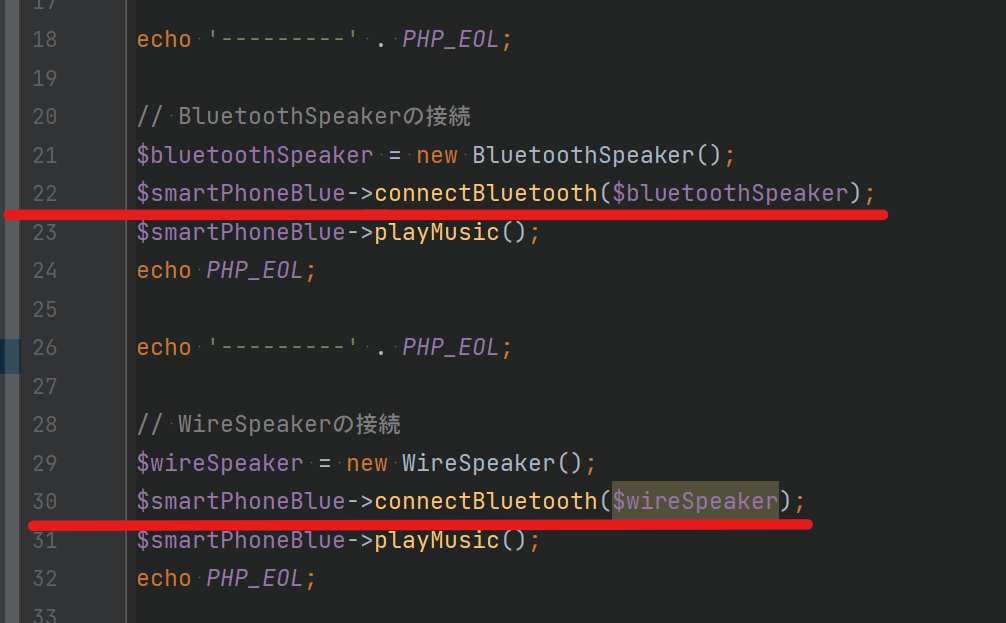 17
18 echo '---------' . PHP_EOL;
19
20 // BluetoothSpeakerの接続
21 $bluetoothSpeaker = new BluetoothSpeaker();
22 $smartPhoneBlue->connectBluetooth($bluetoothSpeaker);
23 $smartPhoneBlue->playMusic();
24 echo PHP_EOL;
25
26 echo '---------' . PHP_EOL;
27
28 // WireSpeakerの接続
29 $wireSpeaker = new WireSpeaker();
30 $smartPhoneBlue->connectBluetooth($wireSpeaker);
31 $smartPhoneBlue->playMusic();
32 echo PHP_EOL;
33